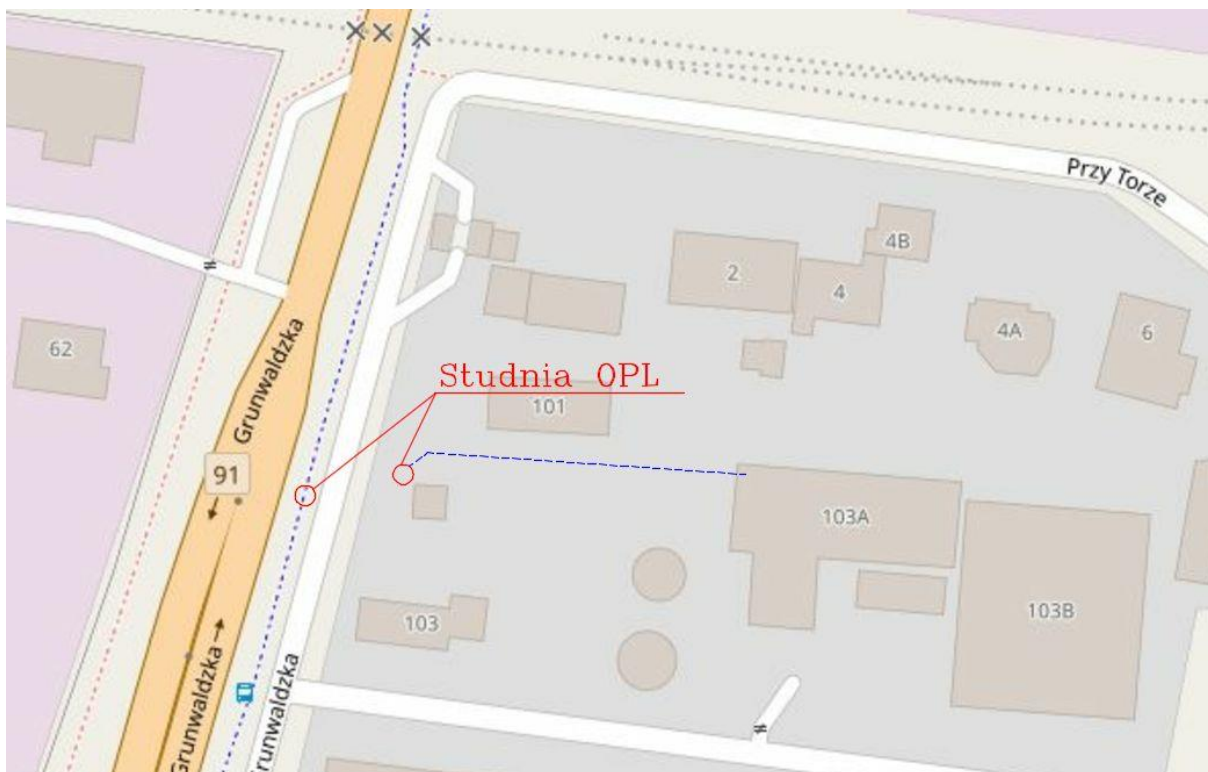 Przy Torze
4B
2
4
4A
6
62
Grunwaldzka
Studnia OPL
101
91
103A
103B
103
Grunwaldzka
Grunwaldzka